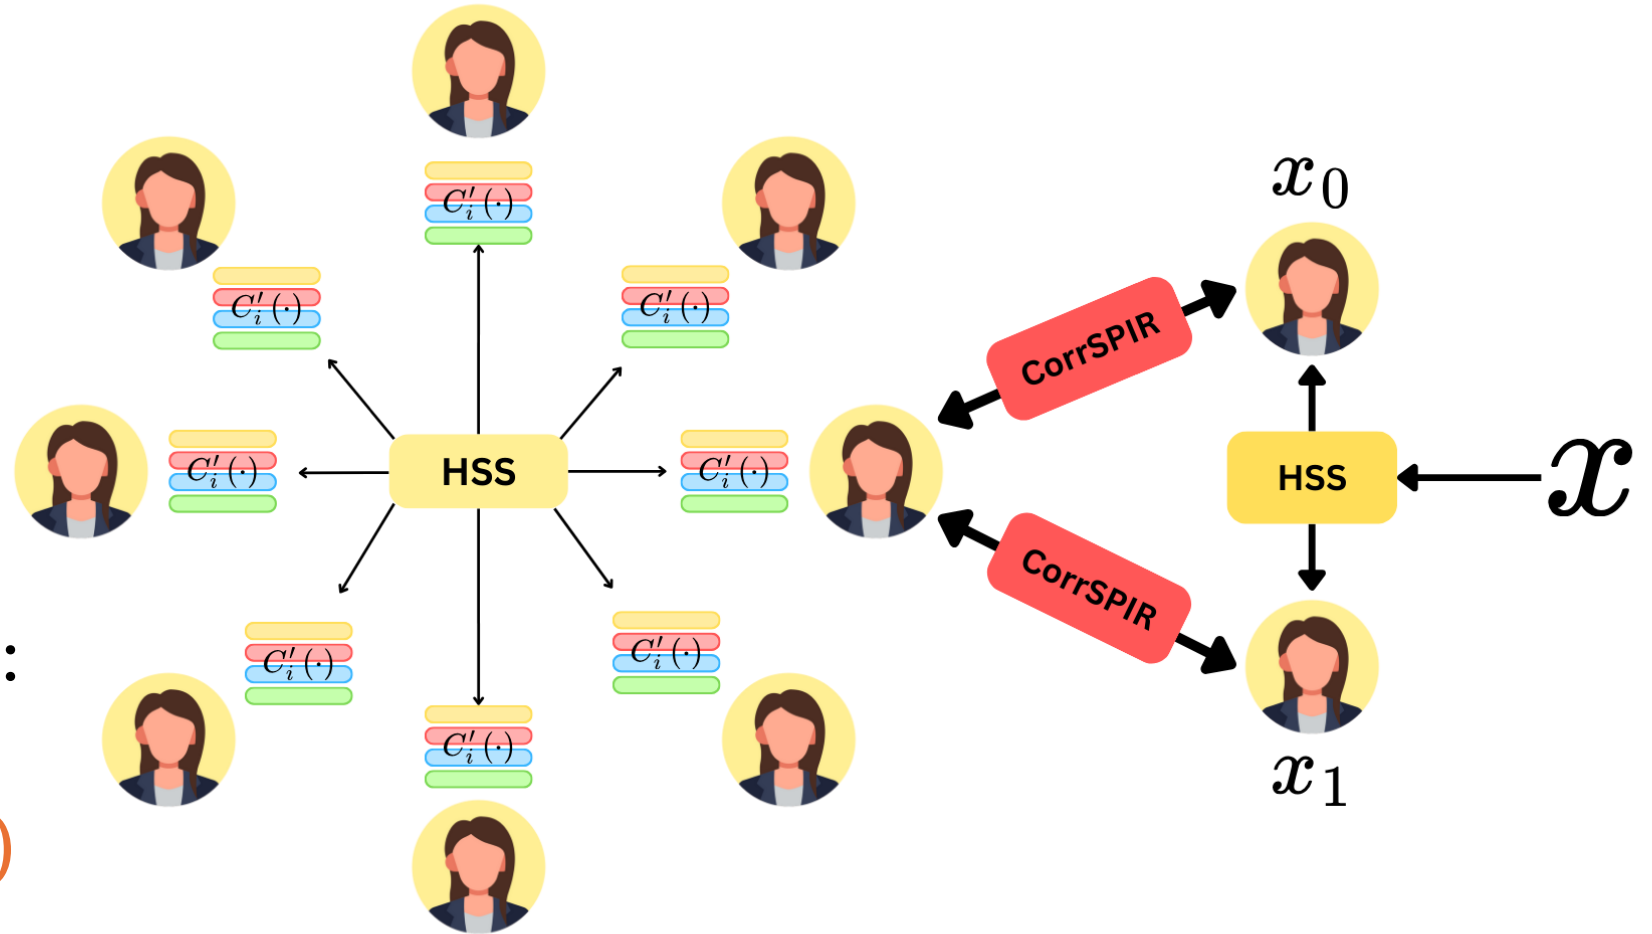 C′ᵢ(·)
C′ᵢ(·)
C′ᵢ(·)
C′ᵢ(·)
HSS
C′ᵢ(·)
C′ᵢ(·)
C′ᵢ(·)
C′ᵢ(·)
:
)
x₀
CorrSPIR
HSS
x
CorrSPIR
x₁